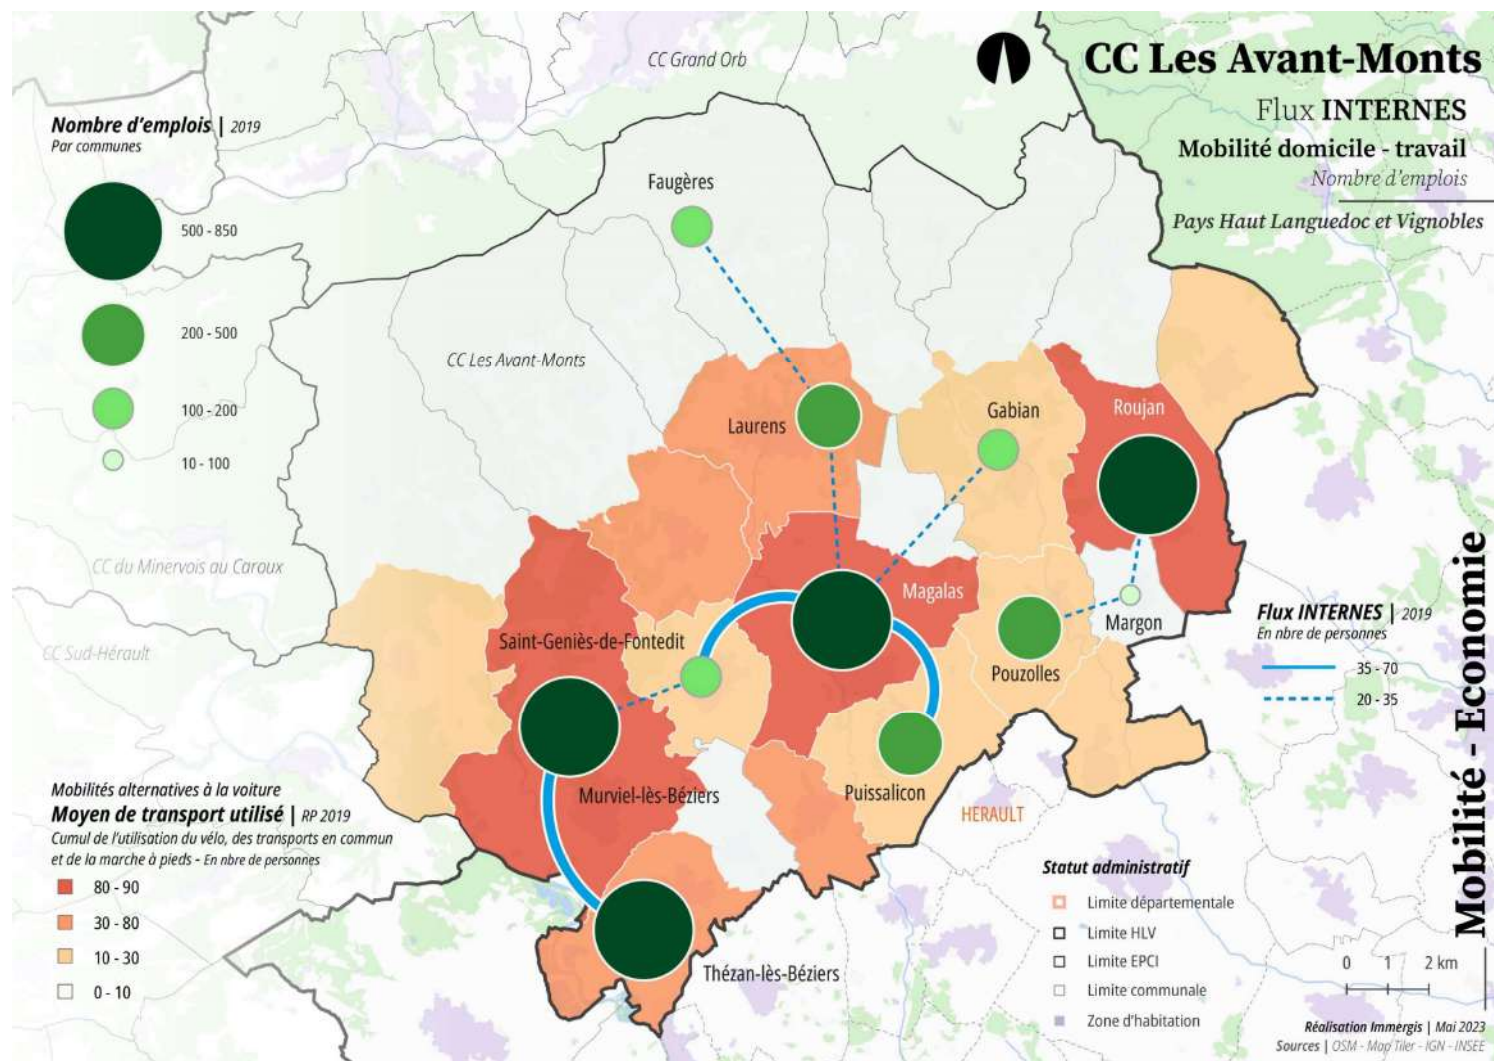 CC Les Avant-Monts
Flux INTERNES
Mobilité domicile - travail
Nombre d'emplois
Pays Haut Languedoc et Vignobles
CC Grand Orb
Nombre d'emplois | 2019
Par communes
500 - 850
200 - 500
100 - 200
10 - 100
Faugères
CC Les Avant-Monts
Laurens
Gabian
Roujan
CC du Minervois au Caroux
CC Sud-Hérault
Saint-Geniès-de-Fontedit
Magalas
Margon
Pouzolles
Murviel-lès-Béziers
Puissalicon
HERAULT
Thézan-lès-Béziers
Flux INTERNES | 2019
En nbre de personnes
35 - 70
20 - 35
Mobilité - Economie
Mobilités alternatives à la voiture
Moyen de transport utilisé | RP 2019
Cumul de l'utilisation du vélo, des transports en commun
et de la marche à pieds - En nbre de personnes
80 - 90
30 - 80
10 - 30
0 - 10
Statut administratif
Limite départementale
Limite HLV
Limite EPCI
Limite communale
Zone d'habitation
0 1 2 km
Réalisation Immergis | Mai 2023
Sources | OSM - Map Tiler - IGN - INSEE